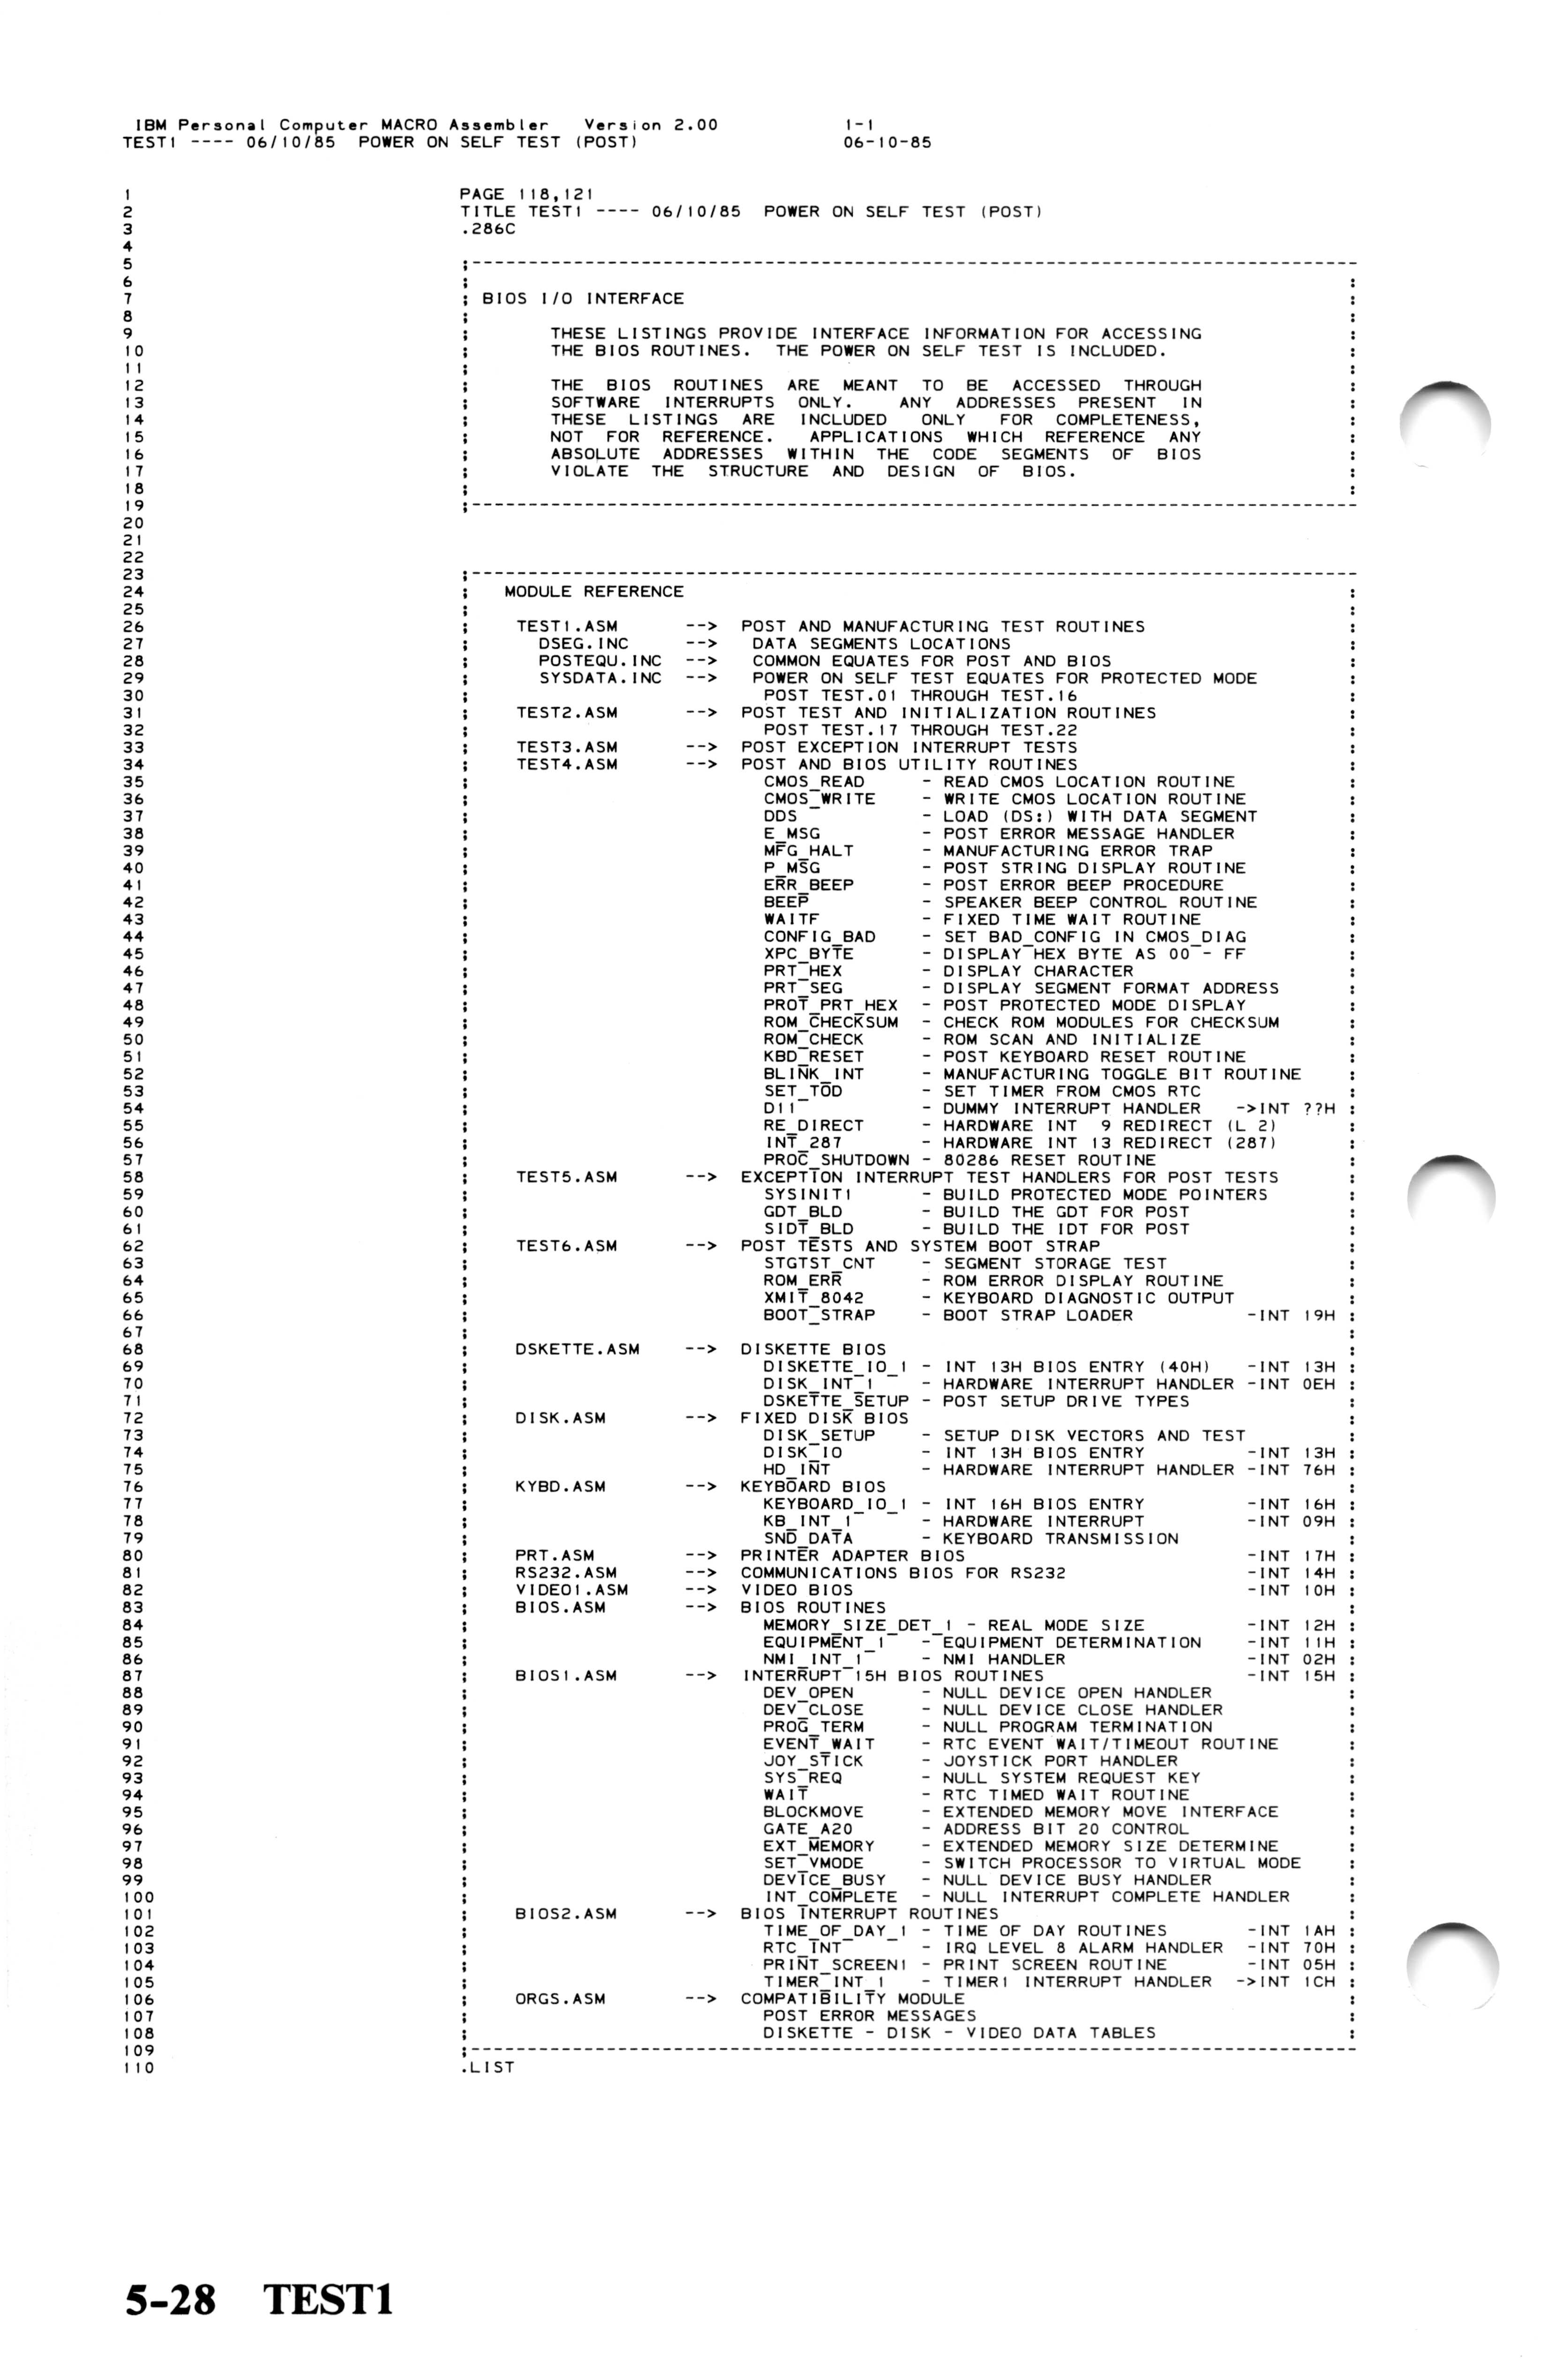 IBM Personal Computer MACRO Assembler   Version 2.00          1-1
TEST1 ---- 06/10/85  POWER ON SELF TEST (POST)                06-10-85
1    PAGE 118,121
2    TITLE TEST1 ---- 06/10/85  POWER ON SELF TEST (POST)
3    .286C
4
5    ;-------------------------------------------------------------------------------
6    ;                                                                              :
7    ; BIOS I/O INTERFACE                                                           :
8    ;                                                                              :
9    ;       THESE LISTINGS PROVIDE INTERFACE INFORMATION FOR ACCESSING             :
10   ;       THE BIOS ROUTINES.  THE POWER ON SELF TEST IS INCLUDED.                :
11   ;                                                                              :
12   ;       THE  BIOS  ROUTINES  ARE  MEANT  TO  BE  ACCESSED  THROUGH             :
13   ;       SOFTWARE  INTERRUPTS  ONLY.   ANY  ADDRESSES  PRESENT  IN              :
14   ;       THESE  LISTINGS  ARE  INCLUDED  ONLY  FOR  COMPLETENESS,               :
15   ;       NOT  FOR  REFERENCE.   APPLICATIONS  WHICH  REFERENCE  ANY             :
16   ;       ABSOLUTE  ADDRESSES  WITHIN  THE  CODE  SEGMENTS  OF  BIOS             :
17   ;       VIOLATE  THE  STRUCTURE  AND  DESIGN  OF  BIOS.                        :
18   ;                                                                              :
19   ;-------------------------------------------------------------------------------
20
21
22
23   ;-------------------------------------------------------------------------------
24   ;   MODULE REFERENCE                                                           :
25   ;                                                                              :
26   ;    TEST1.ASM      -->  POST AND MANUFACTURING TEST ROUTINES                  :
27   ;      DSEG.INC     -->   DATA SEGMENTS LOCATIONS                              :
28   ;      POSTEQU.INC  -->   COMMON EQUATES FOR POST AND BIOS                     :
29   ;      SYSDATA.INC  -->   POWER ON SELF TEST EQUATES FOR PROTECTED MODE        :
30   ;                          POST TEST.01 THROUGH TEST.16                        :
31   ;    TEST2.ASM      -->  POST TEST AND INITIALIZATION ROUTINES                 :
32   ;                          POST TEST.17 THROUGH TEST.22                        :
33   ;    TEST3.ASM      -->  POST EXCEPTION INTERRUPT TESTS                        :
34   ;    TEST4.ASM      -->  POST AND BIOS UTILITY ROUTINES                        :
35   ;                          CMOS_READ     - READ CMOS LOCATION ROUTINE          :
36   ;                          CMOS_WRITE    - WRITE CMOS LOCATION ROUTINE         :
37   ;                          DDS           - LOAD (DS:) WITH DATA SEGMENT        :
38   ;                          E_MSG         - POST ERROR MESSAGE HANDLER          :
39   ;                          MFG_HALT      - MANUFACTURING ERROR TRAP            :
40   ;                          P_MSG         - POST STRING DISPLAY ROUTINE         :
41   ;                          ERR_BEEP      - POST ERROR BEEP PROCEDURE           :
42   ;                          BEEP          - SPEAKER BEEP CONTROL ROUTINE        :
43   ;                          WAITF         - FIXED TIME WAIT ROUTINE             :
44   ;                          CONFIG_BAD    - SET BAD_CONFIG IN CMOS_DIAG         :
45   ;                          XPC_BYTE      - DISPLAY HEX BYTE AS 00 - FF         :
46   ;                          PRT_HEX       - DISPLAY CHARACTER                   :
47   ;                          PRT_SEG       - DISPLAY SEGMENT FORMAT ADDRESS      :
48   ;                          PROT_PRT_HEX  - POST PROTECTED MODE DISPLAY         :
49   ;                          ROM_CHECKSUM  - CHECK ROM MODULES FOR CHECKSUM      :
50   ;                          ROM_CHECK     - ROM SCAN AND INITIALIZE             :
51   ;                          KBD_RESET     - POST KEYBOARD RESET ROUTINE         :
52   ;                          BLINK_INT     - MANUFACTURING TOGGLE BIT ROUTINE    :
53   ;                          SET_TOD       - SET TIMER FROM CMOS RTC             :
54   ;                          D11           - DUMMY INTERRUPT HANDLER   ->INT ??H :
55   ;                          RE_DIRECT     - HARDWARE INT  9 REDIRECT (L 2)      :
56   ;                          INT_287       - HARDWARE INT 13 REDIRECT (287)      :
57   ;                          PROC_SHUTDOWN - 80286 RESET ROUTINE                 :
58   ;    TEST5.ASM      -->  EXCEPTION INTERRUPT TEST HANDLERS FOR POST TESTS      :
59   ;                          SYSINIT1      - BUILD PROTECTED MODE POINTERS       :
60   ;                          GDT_BLD       - BUILD THE GDT FOR POST              :
61   ;                          SIDT_BLD      - BUILD THE IDT FOR POST              :
62   ;    TEST6.ASM      -->  POST TESTS AND SYSTEM BOOT STRAP                      :
63   ;                          STGTST_CNT    - SEGMENT STORAGE TEST                :
64   ;                          ROM_ERR       - ROM ERROR DISPLAY ROUTINE           :
65   ;                          XMIT_8042     - KEYBOARD DIAGNOSTIC OUTPUT          :
66   ;                          BOOT_STRAP    - BOOT STRAP LOADER          -INT 19H :
67   ;                                                                              :
68   ;    DSKETTE.ASM    -->  DISKETTE BIOS                                         :
69   ;                          DISKETTE_IO_1 - INT 13H BIOS ENTRY (40H)   -INT 13H :
70   ;                          DISK_INT_1    - HARDWARE INTERRUPT HANDLER -INT 0EH :
71   ;                          DSKETTE_SETUP - POST SETUP DRIVE TYPES              :
72   ;    DISK.ASM       -->  FIXED DISK BIOS                                       :
73   ;                          DISK_SETUP    - SETUP DISK VECTORS AND TEST         :
74   ;                          DISK_IO       - INT 13H BIOS ENTRY         -INT 13H :
75   ;                          HD_INT        - HARDWARE INTERRUPT HANDLER -INT 76H :
76   ;    KYBD.ASM       -->  KEYBOARD BIOS                                         :
77   ;                          KEYBOARD_IO_1 - INT 16H BIOS ENTRY         -INT 16H :
78   ;                          KB_INT_1      - HARDWARE INTERRUPT         -INT 09H :
79   ;                          SND_DATA      - KEYBOARD TRANSMISSION               :
80   ;    PRT.ASM        -->  PRINTER ADAPTER BIOS                         -INT 17H :
81   ;    RS232.ASM      -->  COMMUNICATIONS BIOS FOR RS232                -INT 14H :
82   ;    VIDEO1.ASM     -->  VIDEO BIOS                                   -INT 10H :
83   ;    BIOS.ASM       -->  BIOS ROUTINES                                         :
84   ;                          MEMORY_SIZE_DET_1 - REAL MODE SIZE         -INT 12H :
85   ;                          EQUIPMENT_1   - EQUIPMENT DETERMINATION    -INT 11H :
86   ;                          NMI_INT_1     - NMI HANDLER                -INT 02H :
87   ;    BIOS1.ASM      -->  INTERRUPT 15H BIOS ROUTINES                  -INT 15H :
88   ;                          DEV_OPEN      - NULL DEVICE OPEN HANDLER            :
89   ;                          DEV_CLOSE     - NULL DEVICE CLOSE HANDLER           :
90   ;                          PROG_TERM     - NULL PROGRAM TERMINATION            :
91   ;                          EVENT_WAIT    - RTC EVENT WAIT/TIMEOUT ROUTINE      :
92   ;                          JOY_STICK     - JOYSTICK PORT HANDLER               :
93   ;                          SYS_REQ       - NULL SYSTEM REQUEST KEY             :
94   ;                          WAIT          - RTC TIMED WAIT ROUTINE              :
95   ;                          BLOCKMOVE     - EXTENDED MEMORY MOVE INTERFACE      :
96   ;                          GATE_A20      - ADDRESS BIT 20 CONTROL              :
97   ;                          EXT_MEMORY    - EXTENDED MEMORY SIZE DETERMINE      :
98   ;                          SET_VMODE     - SWITCH PROCESSOR TO VIRTUAL MODE    :
99   ;                          DEVICE_BUSY   - NULL DEVICE BUSY HANDLER            :
100  ;                          INT_COMPLETE  - NULL INTERRUPT COMPLETE HANDLER     :
101  ;    BIOS2.ASM      -->  BIOS INTERRUPT ROUTINES                               :
102  ;                          TIME_OF_DAY_1 - TIME OF DAY ROUTINES       -INT 1AH :
103  ;                          RTC_INT       - IRQ LEVEL 8 ALARM HANDLER  -INT 70H :
104  ;                          PRINT_SCREEN1 - PRINT SCREEN ROUTINE       -INT 05H :
105  ;                          TIMER_INT_1   - TIMER1 INTERRUPT HANDLER  ->INT 1CH :
106  ;    ORGS.ASM       -->  COMPATIBILITY MODULE                                  :
107  ;                          POST ERROR MESSAGES                                 :
108  ;                          DISKETTE - DISK - VIDEO DATA TABLES                 :
109  ;-------------------------------------------------------------------------------
110  .LIST
5-28   TEST1